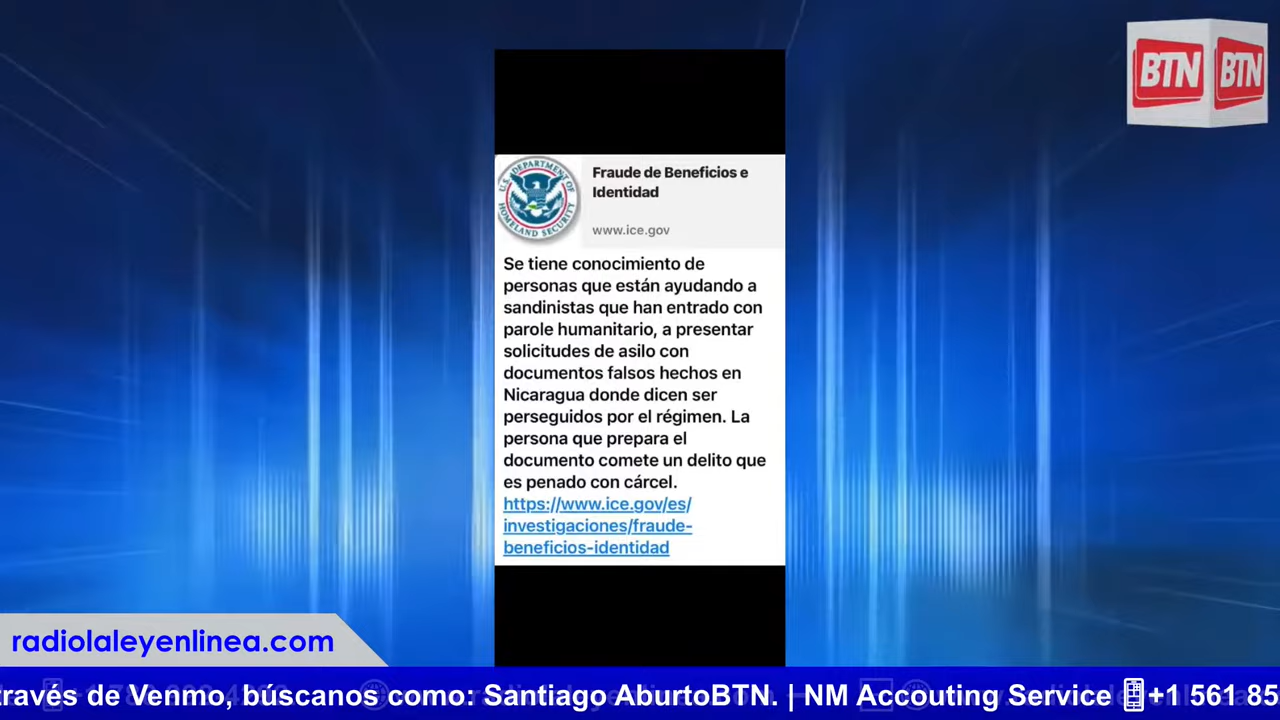 BTN BTN
U.S. DEPARTMENT OF HOMELAND SECURITY
Fraude de Beneficios e
Identidad
www.ice.gov
Se tiene conocimiento de
personas que están ayudando a
sandinistas que han entrado con
parole humanitario, a presentar
solicitudes de asilo con
documentos falsos hechos en
Nicaragua donde dicen ser
perseguidos por el régimen. La
persona que prepara el
documento comete un delito que
es penado con cárcel.
https://www.ice.gov/es/
investigaciones/fraude-
beneficios-identidad
radiolaleyenlinea.com
través de Venmo, búscanos como: Santiago AburtoBTN. | NM Accouting Service +1 561 85